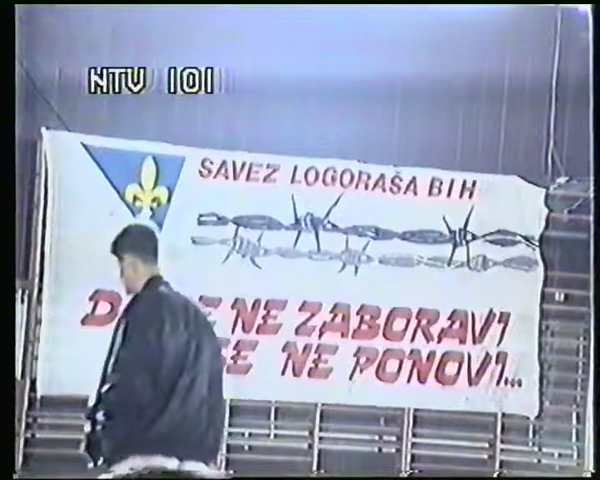 NTV 101
SAVEZ LOGORAŠA BIH
NE ZABORAVI
NE PONOVI...